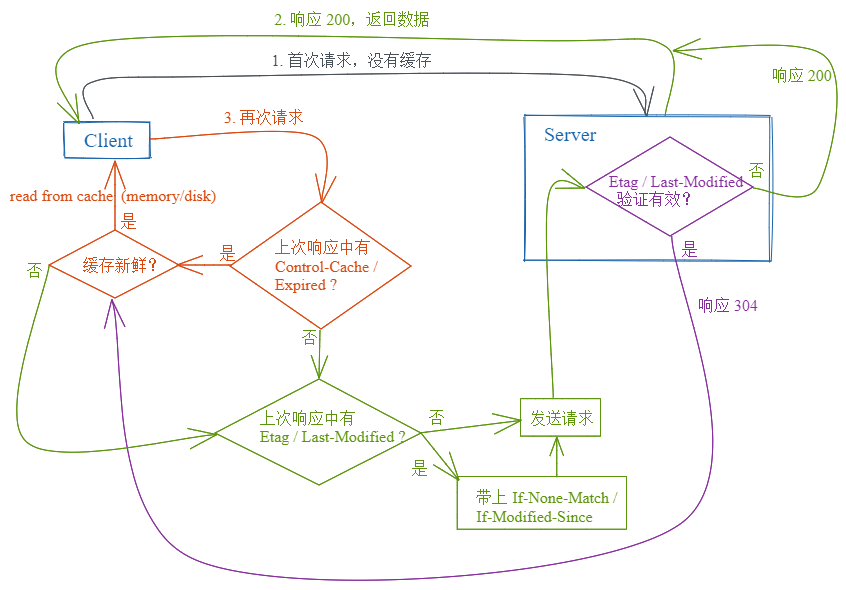 2. 响应 200，返回数据
1. 首次请求，没有缓存
响应 200
3. 再次请求
Client
Server
Etag / Last-Modified
验证有效？
否
是
read from cache (memory/disk)
是
上次响应中有
Control-Cache /
Expired ?
是
缓存新鲜？
否
响应 304
否
上次响应中有
Etag / Last-Modified ?
否
发送请求
是
带上 If-None-Match /
If-Modified-Since